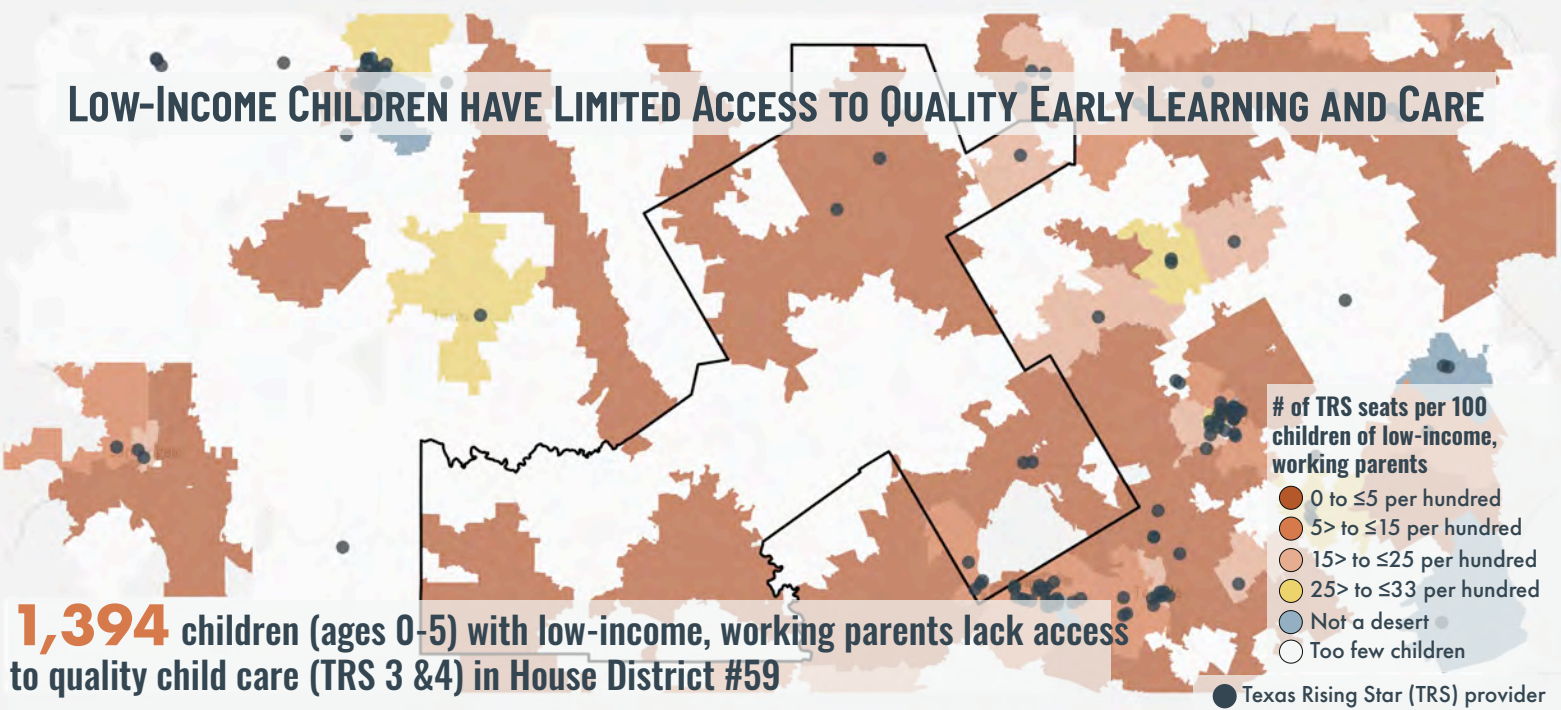 Low-Income Children have Limited Access to Quality Early Learning and Care
# of TRS seats per 100
children of low-income,
working parents
0 to ≤5 per hundred
5> to ≤15 per hundred
15> to ≤25 per hundred
25> to ≤33 per hundred
Not a desert
Too few children
Texas Rising Star (TRS) provider
1,394 children (ages 0-5) with low-income, working parents lack access
to quality child care (TRS 3 &4) in House District #59